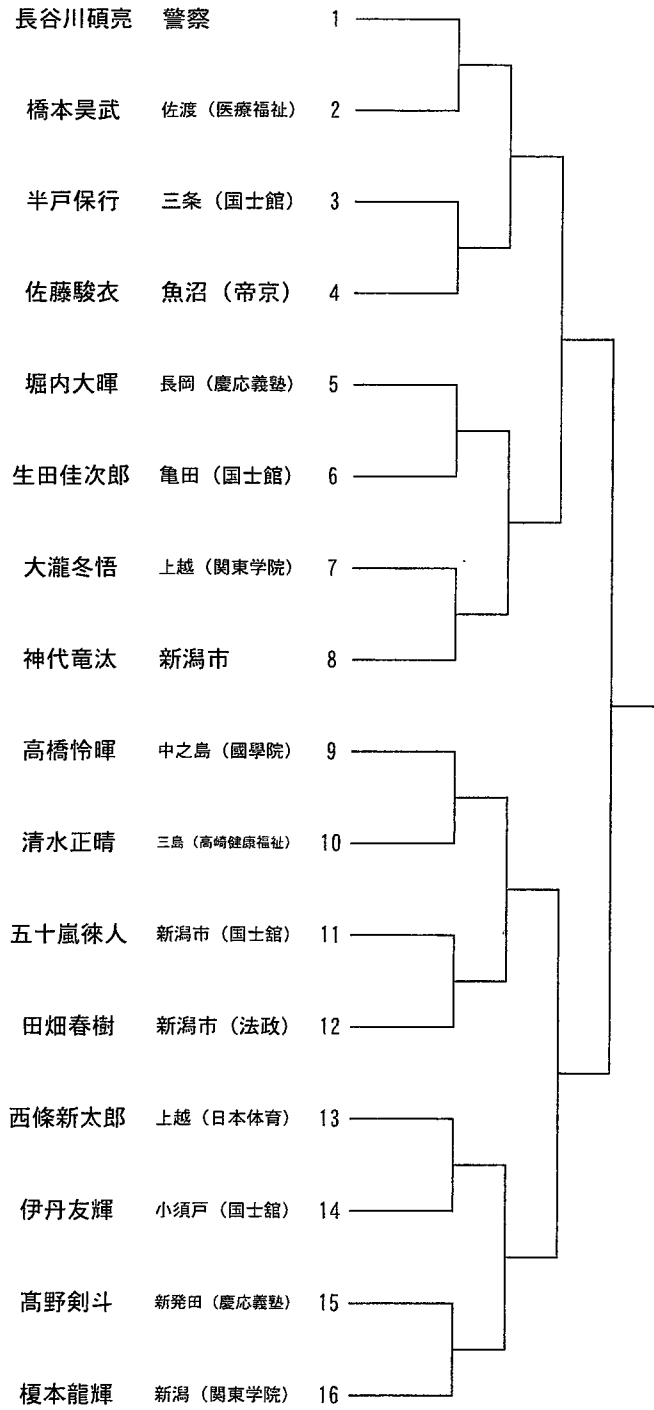 長谷川碩亮 警察 1
橋本昊武 佐渡（医療福祉） 2
半戸保行 三条（国士館） 3
佐藤駿衣 魚沼（帝京） 4
堀内大暉 長岡（慶応義塾） 5
生田佳次郎 亀田（国士館） 6
大瀧冬悟 上越（関東学院） 7
神代竜汰 新潟市 8
高橋怜暉 中之島（國學院） 9
清水正晴 三島（高崎健康福祉） 10
五十嵐徠人 新潟市（国士舘） 11
田畑春樹 新潟市（法政） 12
西條新太郎 上越（日本体育） 13
伊丹友輝 小須戸（国士舘） 14
髙野剣斗 新発田（慶応義塾） 15
榎本龍輝 新潟（関東学院） 16